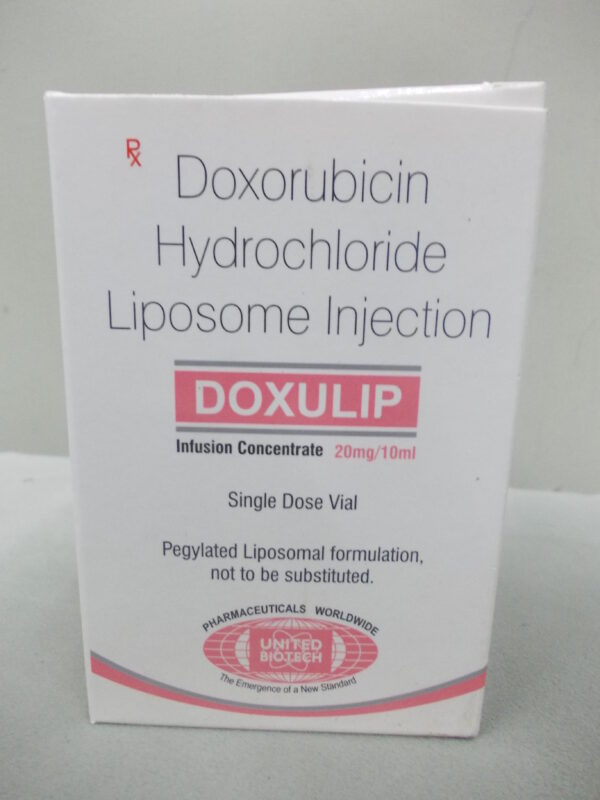 Rx
Doxorubicin
Hydrochloride
Liposome Injection
DOXULIP
Infusion Concentrate 20mg/10ml
Single Dose Vial
Pegylated Liposomal formulation,
not to be substituted.
PHARMACEUTICALS WORLDWIDE
UNITED
BIOTECH
The Emergence of a New Standard